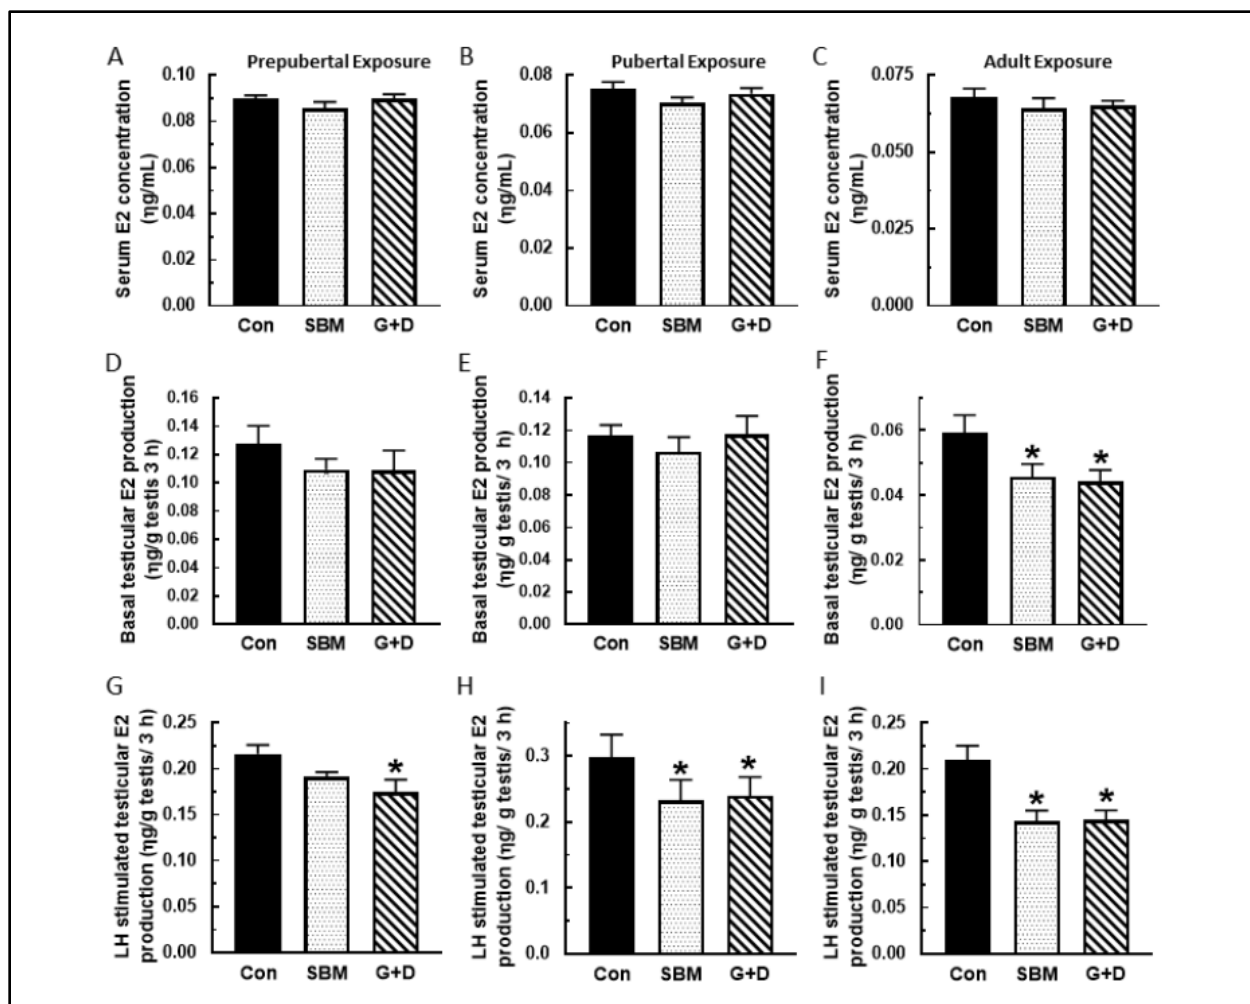 A
Prepubertal Exposure
Serum E2 concentration
(ηg/mL)
0.10
0.08
0.06
0.04
0.02
0.00
Con SBM G+D
B
Pubertal Exposure
Serum E2 concentration
(ηg/mL)
0.08
0.06
0.04
0.02
0.00
Con SBM G+D
C
Adult Exposure
Serum E2 concentration
(ηg/mL)
0.075
0.050
0.025
0.000
Con SBM G+D
D
Basal testicular E2 production
(ηg/g testis 3 h)
0.16
0.14
0.12
0.10
0.08
0.06
0.04
0.02
0.00
Con SBM G+D
E
Basal testicular E2 production
(ηg/ g testis/ 3 h)
0.14
0.12
0.10
0.08
0.06
0.04
0.02
0.00
Con SBM G+D
F
Basal testicular E2 production
(ηg/ g testis/ 3 h)
0.06
0.04
0.02
0.00
* *
Con SBM G+D
G
LH stimulated testicular E2
production (ηg/g testis/ 3 h)
0.25
0.20
0.15
0.10
0.05
0.00
*
Con SBM G+D
H
LH stimulated testicular E2
production (ηg/ g testis/ 3 h)
0.3
0.2
0.1
0.0
* *
Con SBM G+D
I
LH stimulated testicular E2
production (ηg/ g testis/ 3 h)
0.25
0.20
0.15
0.10
0.05
0.00
* *
Con SBM G+D